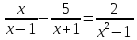 x/(x−1) − 5/(x+1) = 2/(x²−1)